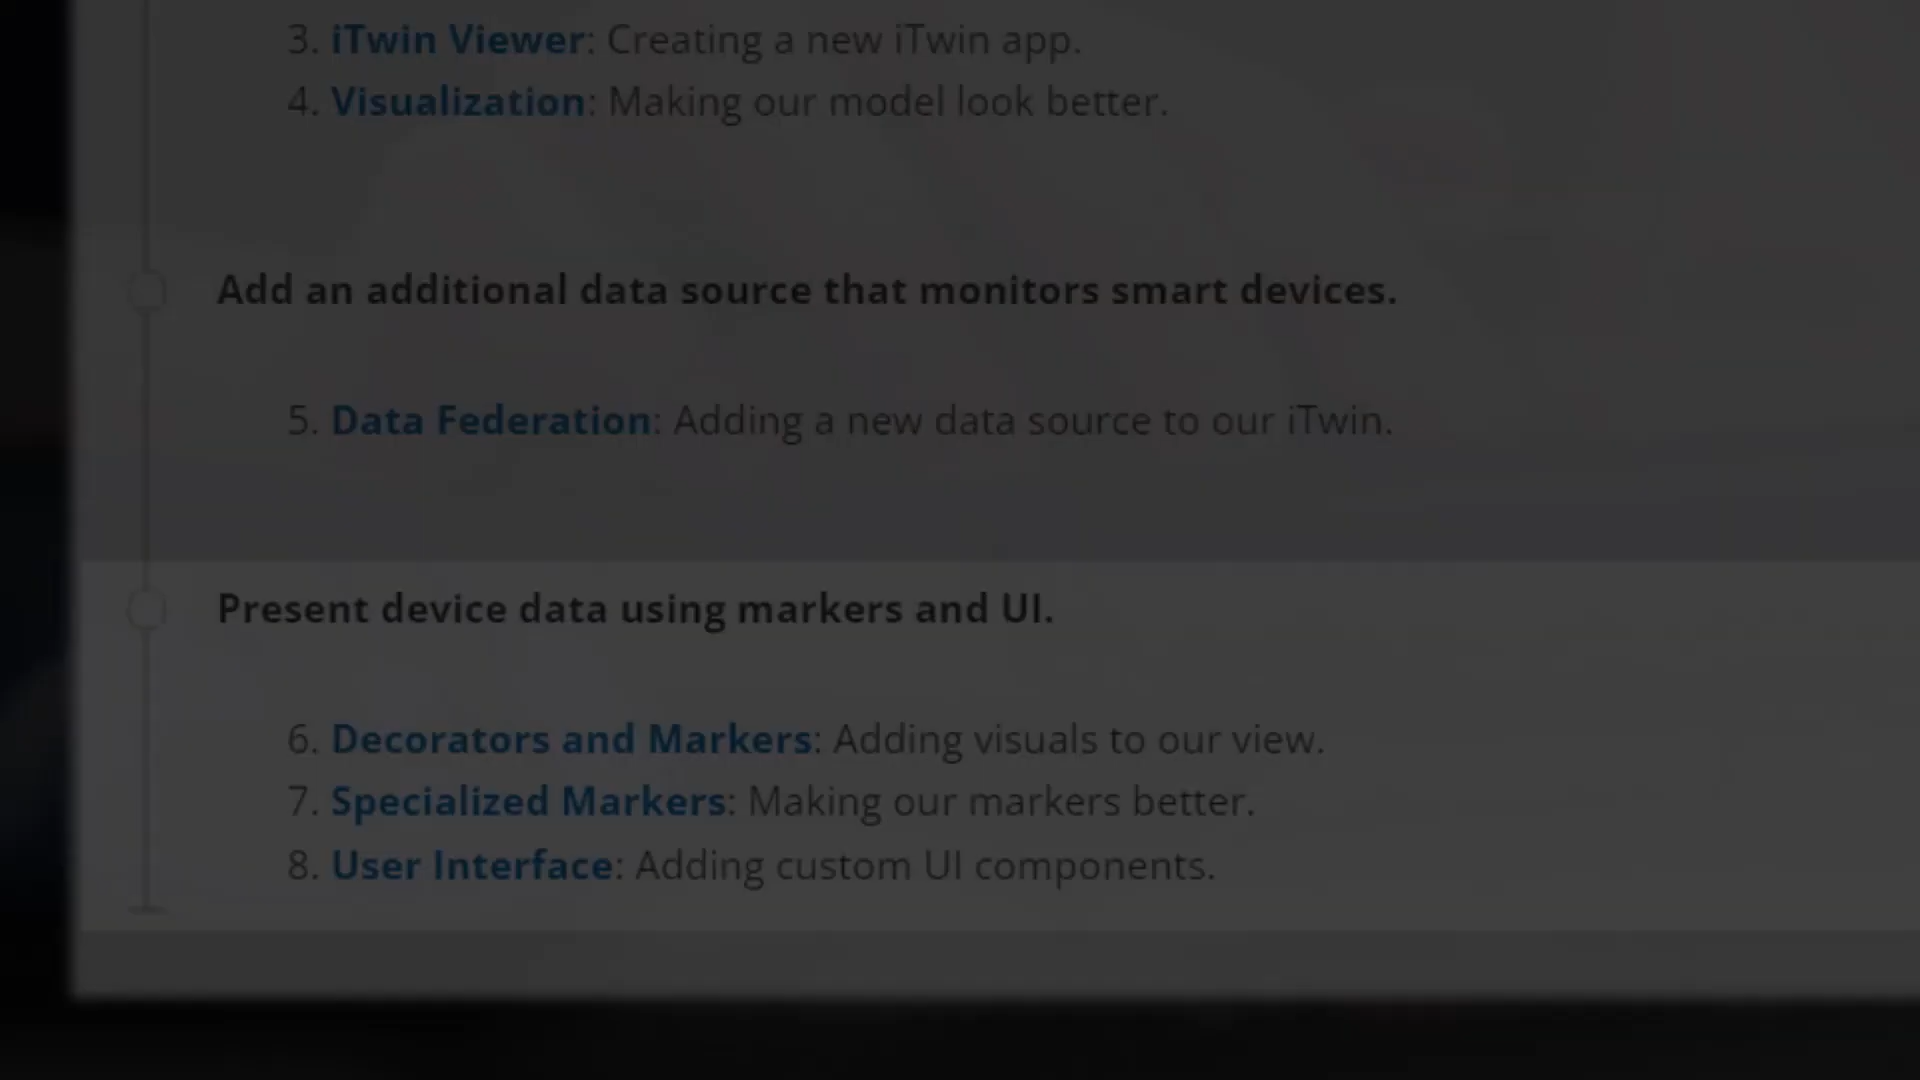 3. iTwin Viewer: Creating a new iTwin app.
4. Visualization: Making our model look better.
Add an additional data source that monitors smart devices.
5. Data Federation: Adding a new data source to our iTwin.
Present device data using markers and UI.
6. Decorators and Markers: Adding visuals to our view.
7. Specialized Markers: Making our markers better.
8. User Interface: Adding custom UI components.